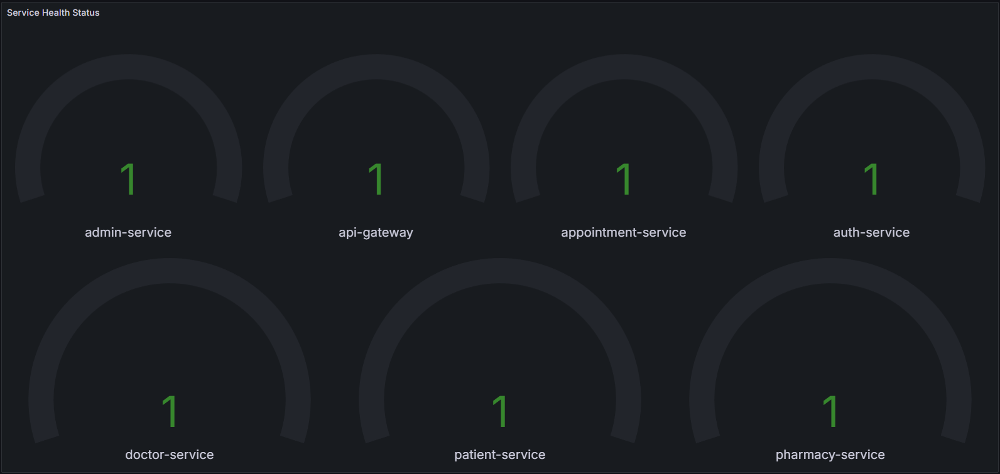 Service Health Status
1
1
1
1
admin-service
api-gateway
appointment-service
auth-service
1
1
1
doctor-service
patient-service
pharmacy-service